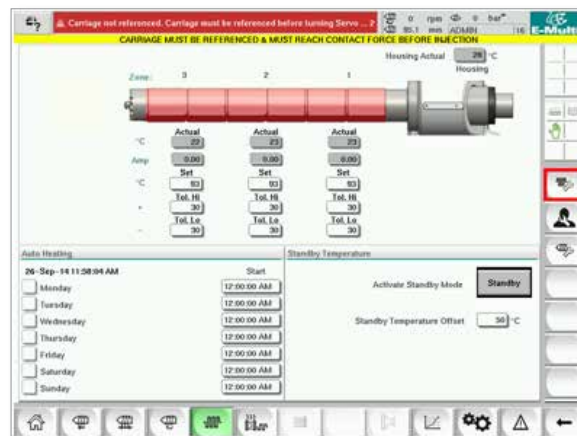 Carriage not referenced. Carriage must be referenced before turning Servo ... 2
0 rpm 0 bar
mm ADMIN 16 E-Multi
CARRIAGE MUST BE REFERENCED & MUST REACH CONTACT FORCE BEFORE INJECTION
Housing Actual 26 °C
Housing
Zone: 3 2 1
Actual Actual Actual
°C 22 23 23
Amp 0.00 0.00 0.00
Set Set Set
°C 93 93 93
Tol. Hi Tol. Hi Tol. Hi
+ 30 30 30
Tol. Lo Tol. Lo Tol. Lo
- 30 30 30
Auto Heating
26-Sep-14 11:58:04 AM Start
Monday 12:00:00 AM
Tuesday 12:00:00 AM
Wednesday 12:00:00 AM
Thursday 12:00:00 AM
Friday 12:00:00 AM
Saturday 12:00:00 AM
Sunday 12:00:00 AM
Standby Temperature
Activate Standby Mode Standby
Standby Temperature Offset 50 °C